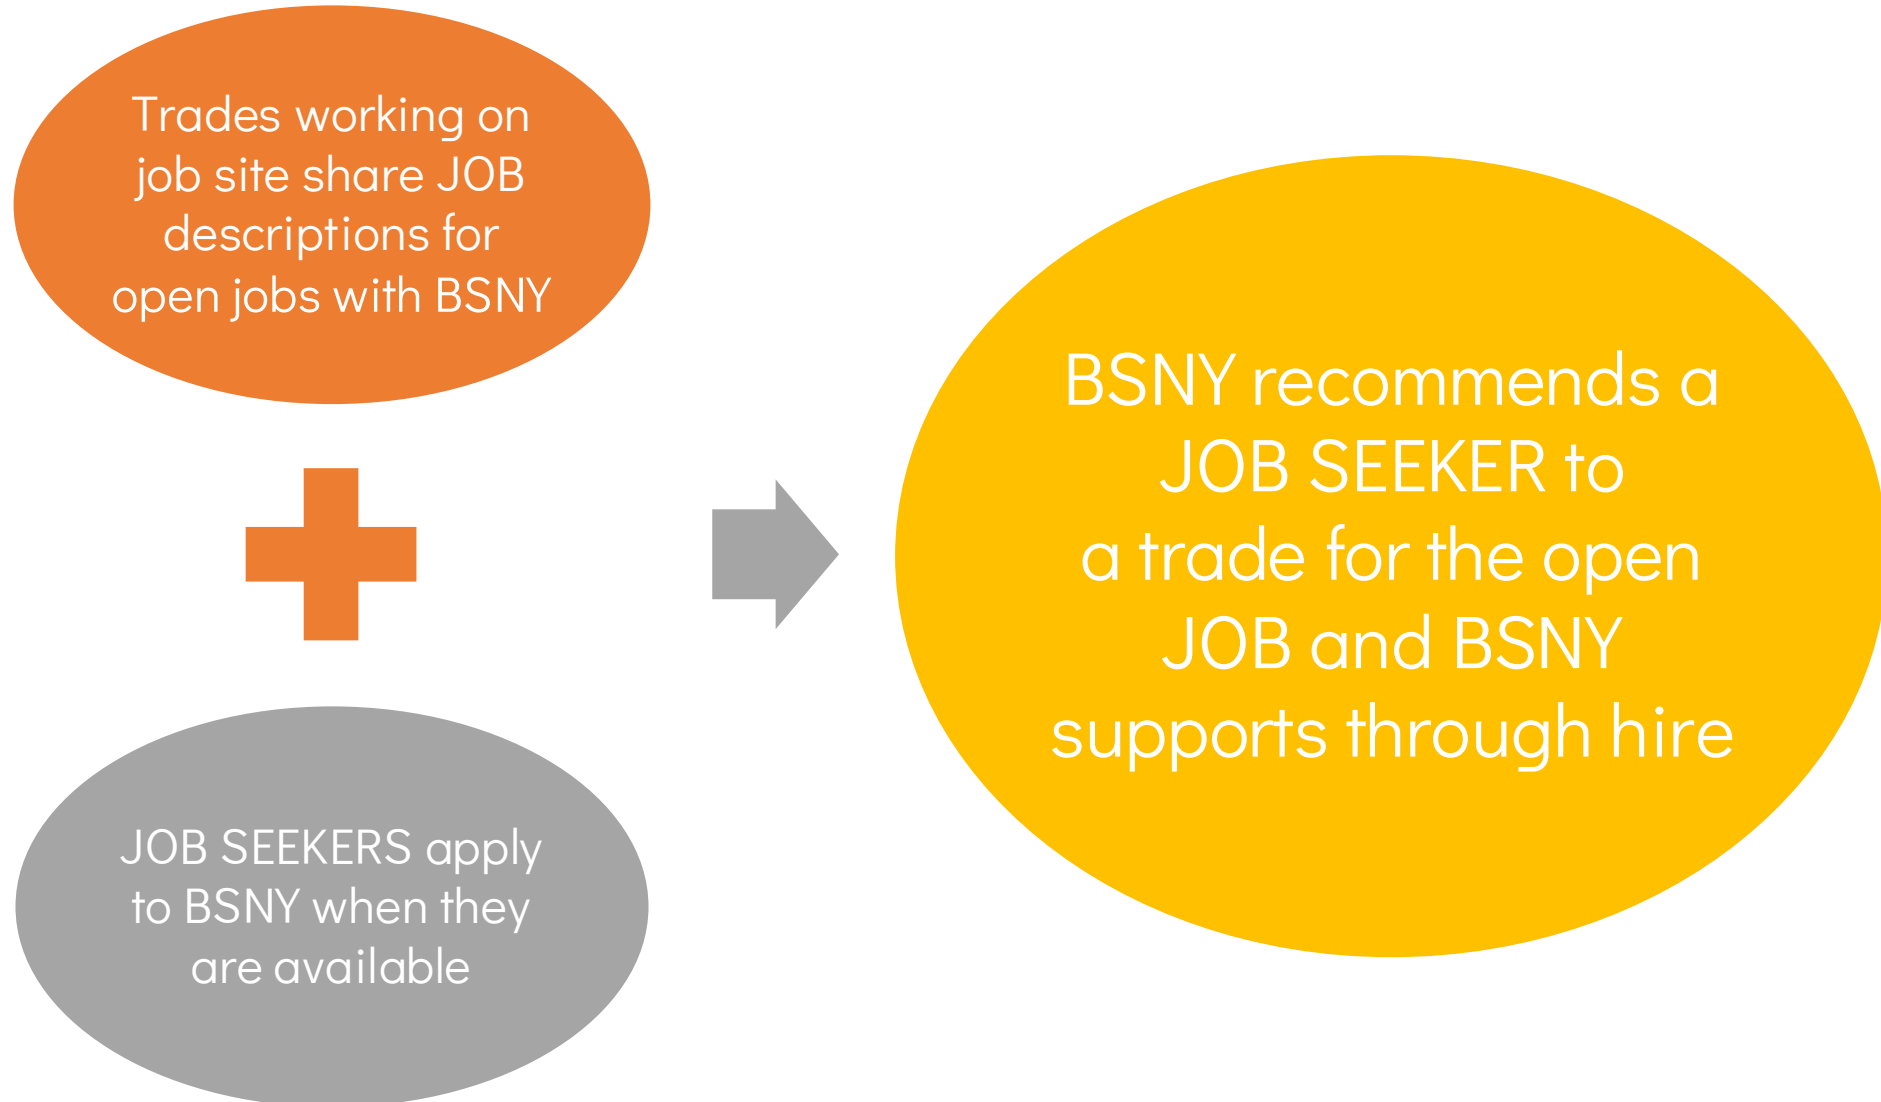 Trades working on
job site share JOB
descriptions for
open jobs with BSNY
JOB SEEKERS apply
to BSNY when they
are available
BSNY recommends a
JOB SEEKER to
a trade for the open
JOB and BSNY
supports through hire